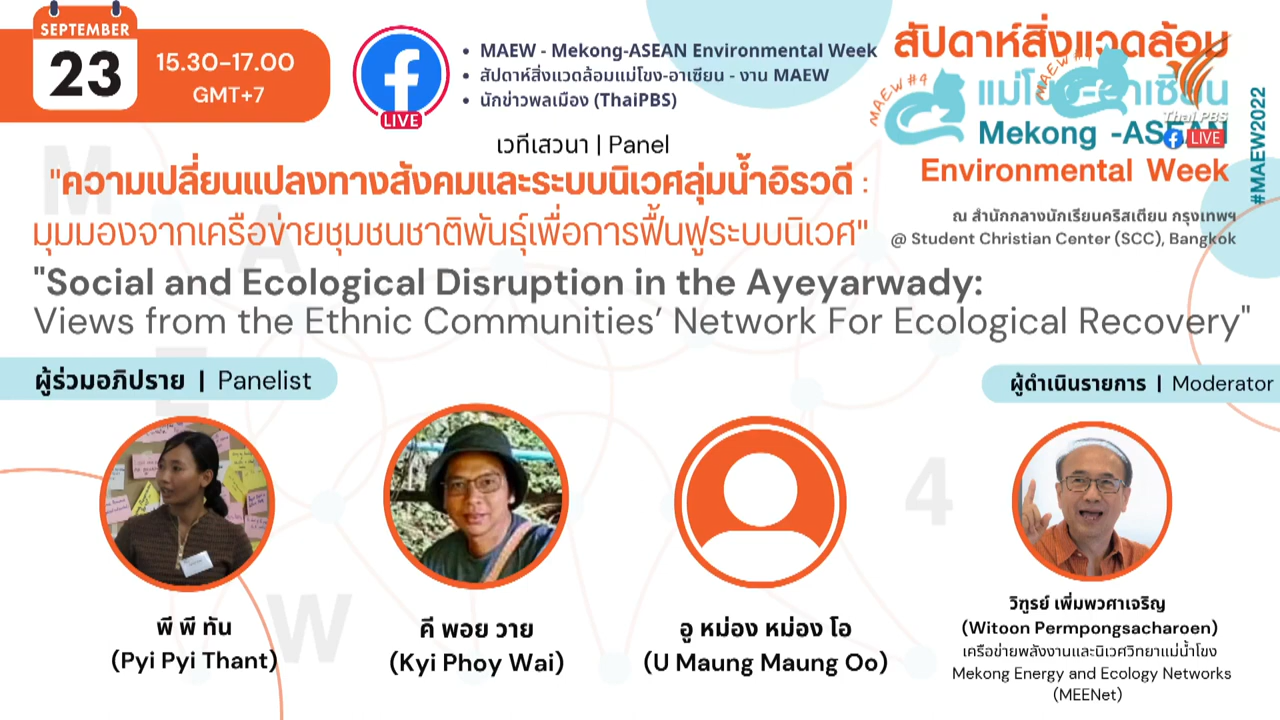 SEPTEMBER
23
15.30-17.00
GMT+7
LIVE
• MAEW - Mekong-ASEAN Environmental Week
• สัปดาห์สิ่งแวดล้อมแม่โขง-อาเซียน - งาน MAEW
• นักข่าวพลเมือง (ThaiPBS)
สัปดาห์สิ่งแวดล้อม
MAEW #4
แม่โขง-อาเซียน
Mekong -ASEAN
Environmental Week
MAEW #4
Thai PBS
LIVE
#MAEW2022
ณ สำนักกลางนักเรียนคริสเตียน กรุงเทพฯ
@ Student Christian Center (SCC), Bangkok
เวทีเสวนา | Panel
"ความเปลี่ยนแปลงทางสังคมและระบบนิเวศลุ่มน้ำอิรวดี :
มุมมองจากเครือข่ายชุมชนชาติพันธุ์เพื่อการฟื้นฟูระบบนิเวศ"
"Social and Ecological Disruption in the Ayeyarwady:
Views from the Ethnic Communities’ Network For Ecological Recovery"
ผู้ร่วมอภิปราย | Panelist
ผู้ดำเนินรายการ | Moderator
M
A
E
W
4
พี พี ทัน
(Pyi Pyi Thant)
คี พอย วาย
(Kyi Phoy Wai)
อู หม่อง หม่อง โอ
(U Maung Maung Oo)
วิฑูรย์ เพิ่มพวศาเจริญ
(Witoon Permpongsacharoen)
เครือข่ายพลังงานและนิเวศวิทยาแม่น้ำโขง
Mekong Energy and Ecology Networks
(MEENet)